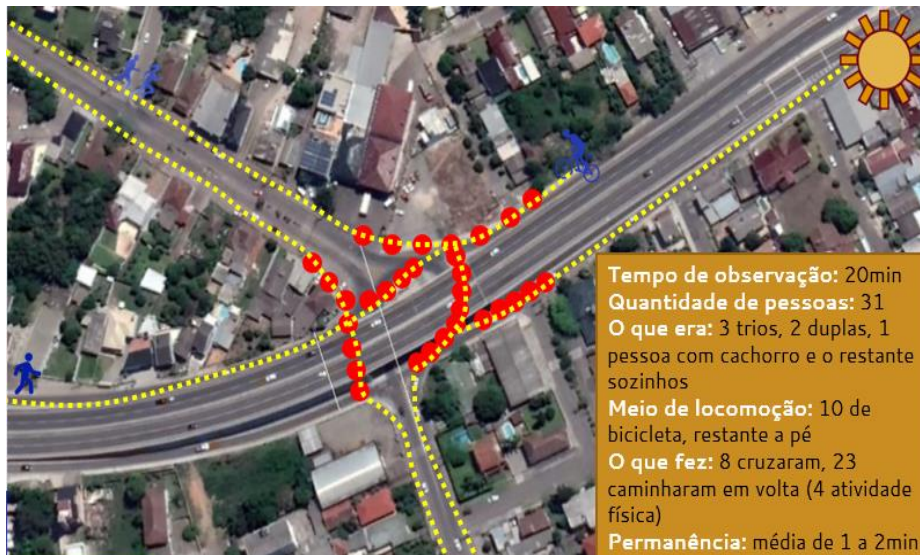 Tempo de observação: 20min
Quantidade de pessoas: 31
O que era: 3 trios, 2 duplas, 1
pessoa com cachorro e o restante
sozinhos
Meio de locomoção: 10 de
bicicleta, restante a pé
O que fez: 8 cruzaram, 23
caminharam em volta (4 atividade
física)
Permanência: média de 1 a 2min